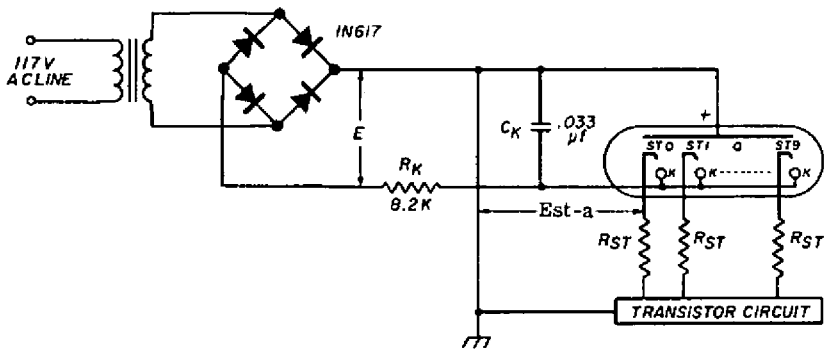 1N617
117V
AC LINE
E
CK
.033
µf
+
ST0 ST1 a ST9
K K K
RK
8.2K
Est-a
RST RST RST
TRANSISTOR CIRCUIT